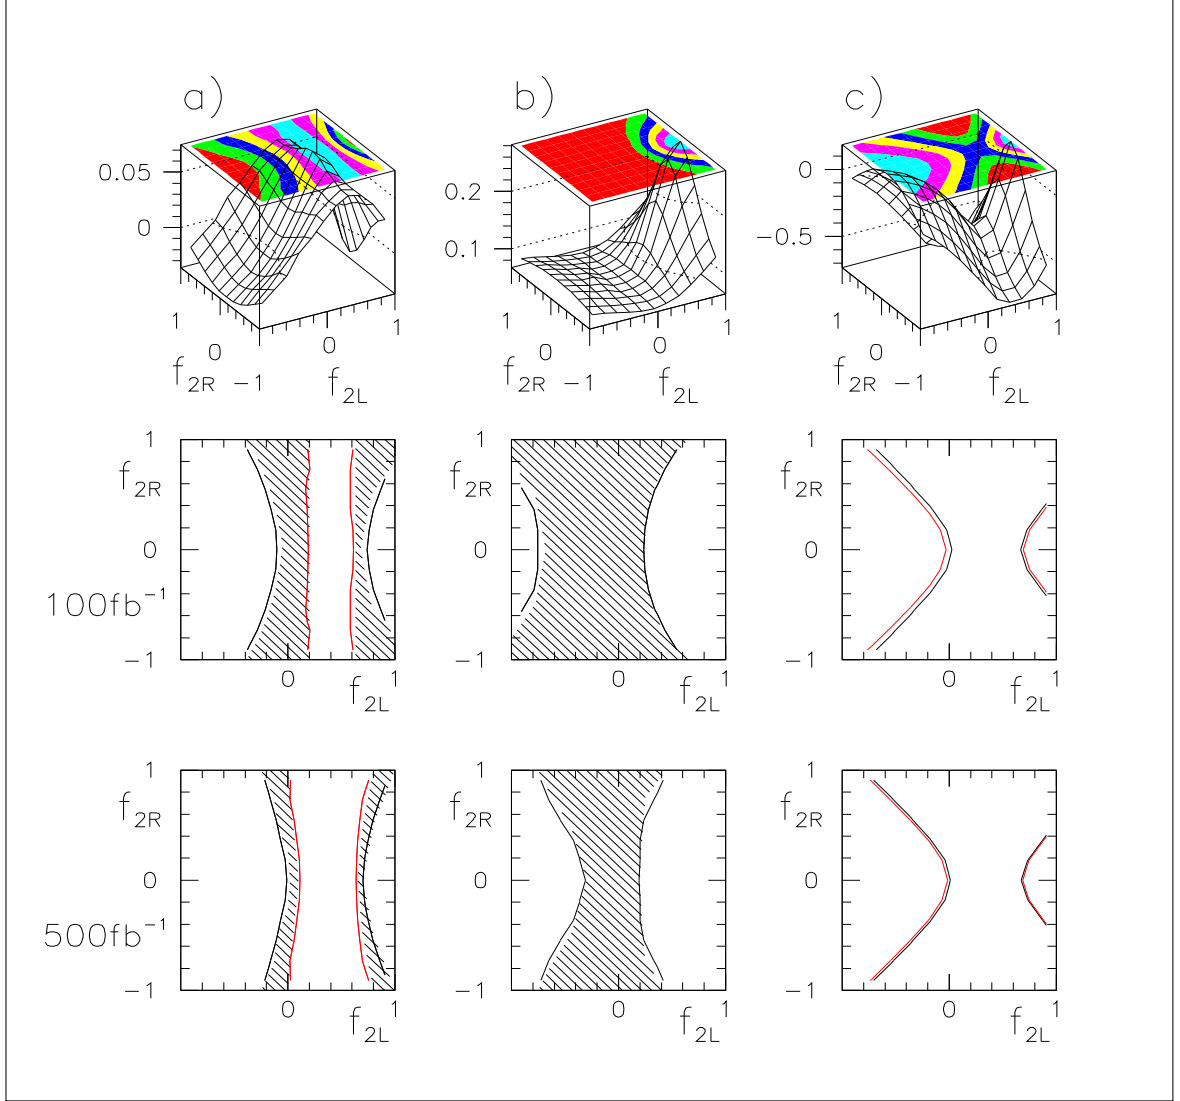 a) b) c)
0.05 0.2 0
0 0.1 −0.5
1 0 −1 0 1 1 0 −1 0 1 1 0 −1 0 1
f2R f2L f2R f2L f2R f2L
1 1 1
f2R f2R f2R
0 0 0
100fb−1
−1 −1 −1
0 1 0 1 0 1
f2L f2L f2L
1 1 1
f2R f2R f2R
0 0 0
500fb−1
−1 −1 −1
0 1 0 1 0 1
f2L f2L f2L